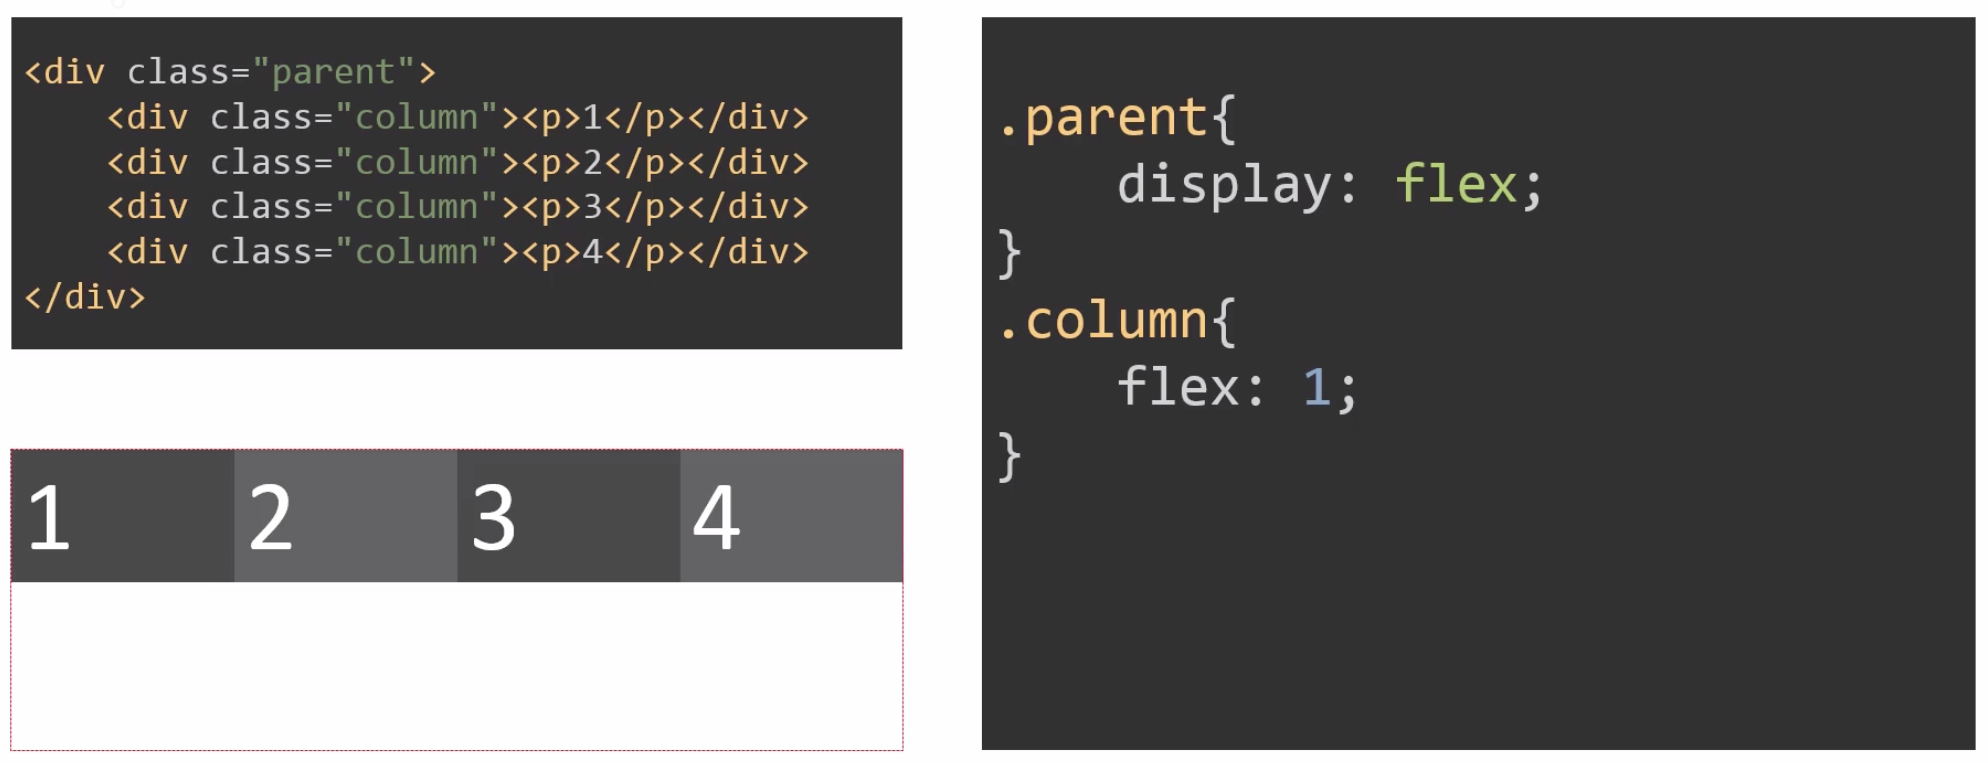 <div class="parent">
    <div class="column"><p>1</p></div>
    <div class="column"><p>2</p></div>
    <div class="column"><p>3</p></div>
    <div class="column"><p>4</p></div>
</div>
1 2 3 4
.parent{
    display: flex;
}
.column{
    flex: 1;
}